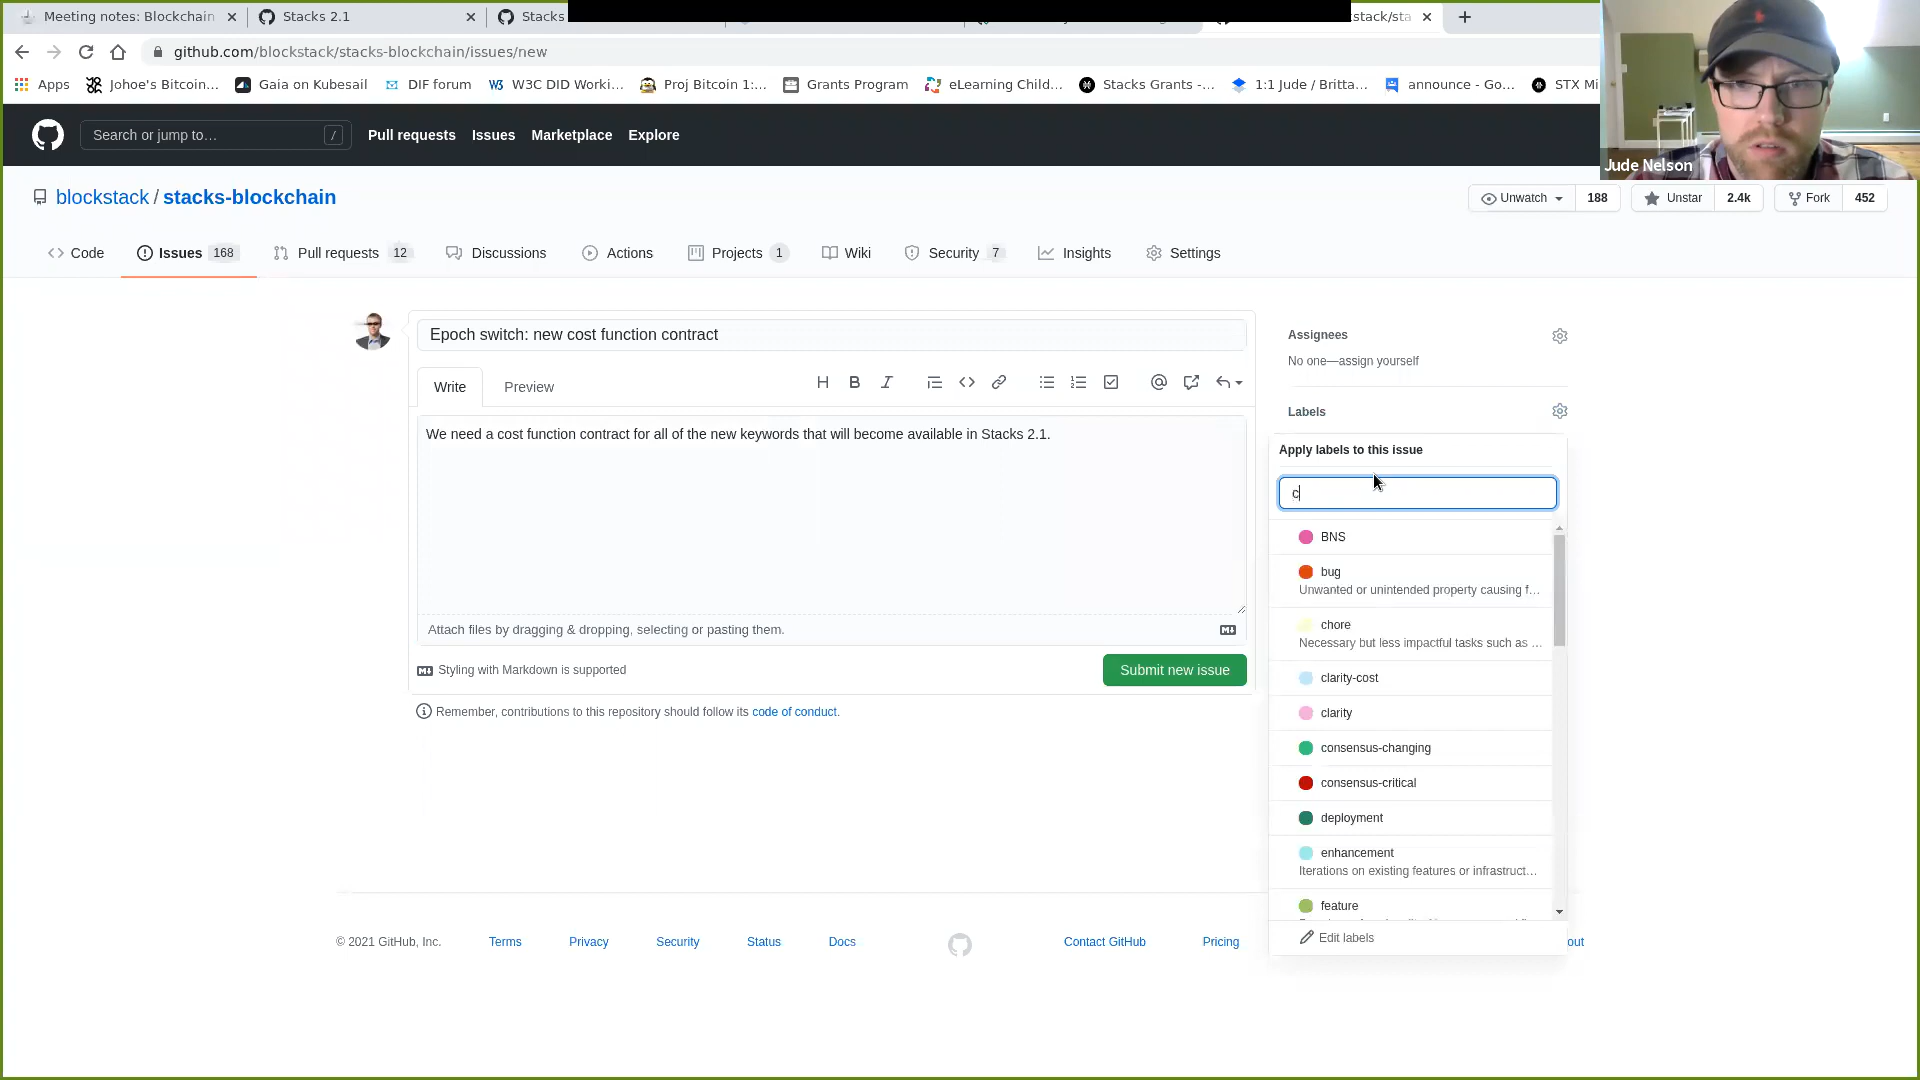 Meeting notes: Blockchain
Stacks 2.1
Stacks
stack/sta
github.com/blockstack/stacks-blockchain/issues/new
Apps
Johoe's Bitcoin...
Gaia on Kubesail
DIF forum
W3C DID Worki...
Proj Bitcoin 1:...
Grants Program
eLearning Child...
Stacks Grants -...
1:1 Jude / Britta...
announce - Go...
STX Mi
Jude Nelson
Search or jump to...
/
Pull requests
Issues
Marketplace
Explore
blockstack / stacks-blockchain
Unwatch
188
Unstar
2.4k
Fork
452
Code
Issues 168
Pull requests 12
Discussions
Actions
Projects 1
Wiki
Security 7
Insights
Settings
Epoch switch: new cost function contract
Write
Preview
We need a cost function contract for all of the new keywords that will become available in Stacks 2.1.
Attach files by dragging & dropping, selecting or pasting them.
Styling with Markdown is supported
Submit new issue
Remember, contributions to this repository should follow its code of conduct.
Assignees
No one—assign yourself
Labels
Apply labels to this issue
c
BNS
bug
Unwanted or unintended property causing f...
chore
Necessary but less impactful tasks such as ...
clarity-cost
clarity
consensus-changing
consensus-critical
deployment
enhancement
Iterations on existing features or infrastruct...
feature
Edit labels
© 2021 GitHub, Inc.
Terms
Privacy
Security
Status
Docs
Contact GitHub
Pricing
out